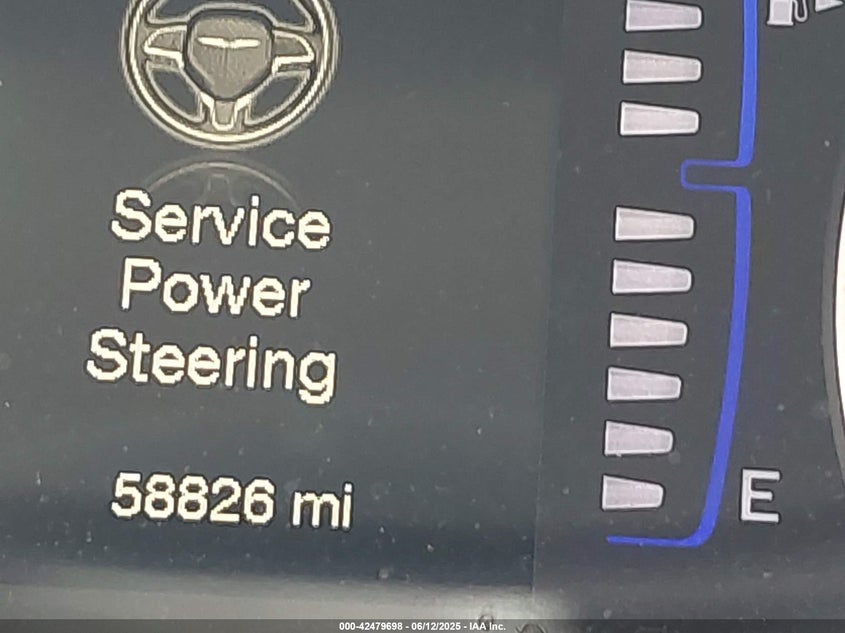 Service
Power
Steering
58826 mi
E
000-42479698 - 06/12/2025 - IAA Inc.